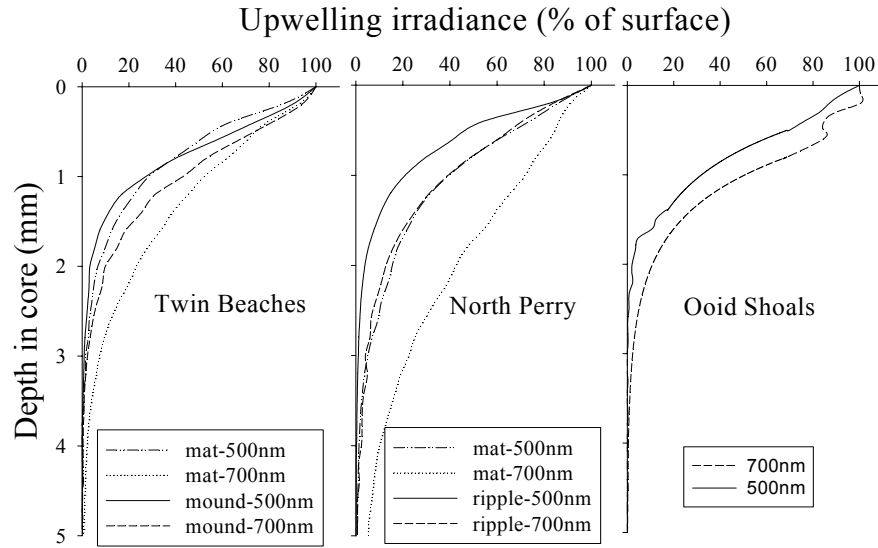 Upwelling irradiance (% of surface)
0 20 40 60 80 100
0 20 40 60 80 100
0 20 40 60 80 100
Depth in core (mm)
0
1
2
3
4
5
Twin Beaches
North Perry
Ooid Shoals
mat-500nm
mat-700nm
mound-500nm
mound-700nm
mat-500nm
mat-700nm
ripple-500nm
ripple-700nm
700nm
500nm